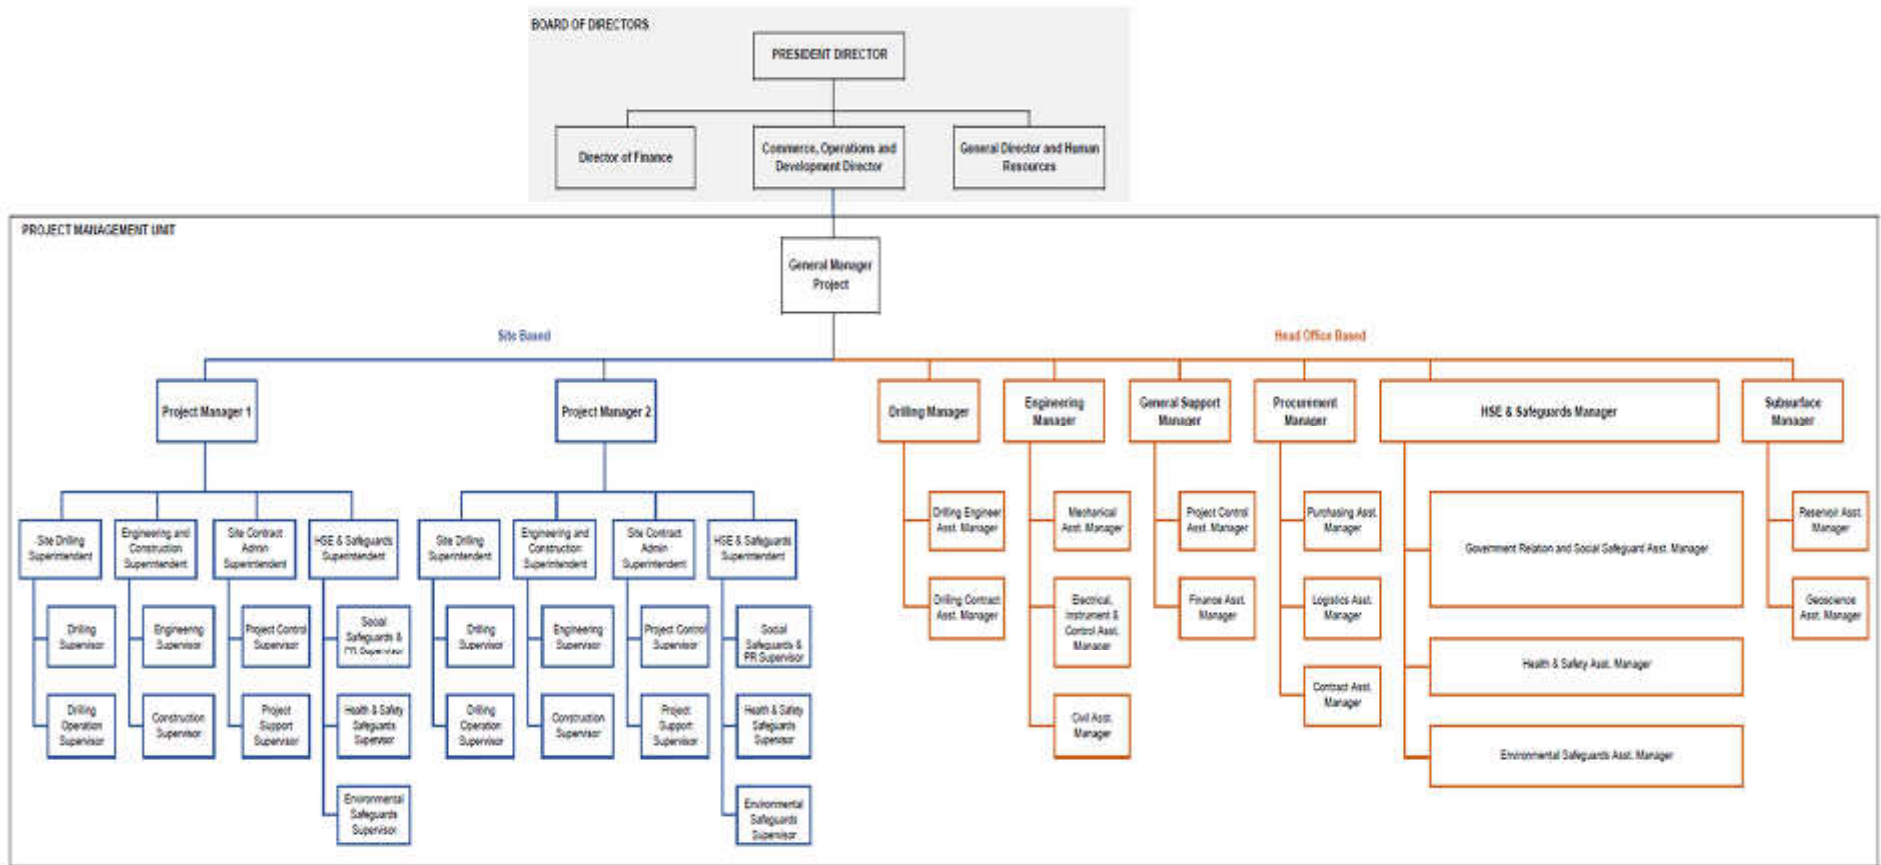 BOARD OF DIRECTORS
PRESIDENT DIRECTOR
Director of Finance
Commerce, Operations and
Development Director
General Director and Human
Resources
PROJECT MANAGEMENT UNIT
General Manager
Project
Site Based
Head Office Based
Project Manager 1
Project Manager 2
Drilling Manager
Engineering
Manager
General Support
Manager
Procurement
Manager
HSE & Safeguards Manager
Subsurface
Manager
Site Drilling
Superintendent
Engineering and
Construction
Superintendent
Site Contract
Admin
Superintendent
HSE & Safeguards
Superintendent
Site Drilling
Superintendent
Engineering and
Construction
Superintendent
Site Contract
Admin
Superintendent
HSE & Safeguards
Superintendent
Drilling Engineer
Asst. Manager
Mechanical
Asst. Manager
Project Control
Asst. Manager
Purchasing Asst.
Manager
Government Relation and Social Safeguard Asst. Manager
Reservoir Asst.
Manager
Drilling
Supervisor
Engineering
Supervisor
Project Control
Supervisor
Social
Safeguards &
PR Supervisor
Drilling
Supervisor
Engineering
Supervisor
Project Control
Supervisor
Social
Safeguards &
PR Supervisor
Drilling Contract
Asst. Manager
Electrical,
Instrument &
Control Asst.
Manager
Finance Asst.
Manager
Logistics Asst.
Manager
Health & Safety Asst. Manager
Geoscience
Asst. Manager
Drilling
Operation
Supervisor
Construction
Supervisor
Project
Support
Supervisor
Health & Safety
Safeguards
Supervisor
Drilling
Operation
Supervisor
Construction
Supervisor
Project
Support
Supervisor
Health & Safety
Safeguards
Supervisor
Civil Asst.
Manager
Contract Asst.
Manager
Environmental Safeguards Asst. Manager
Environmental
Safeguards
Supervisor
Environmental
Safeguards
Supervisor